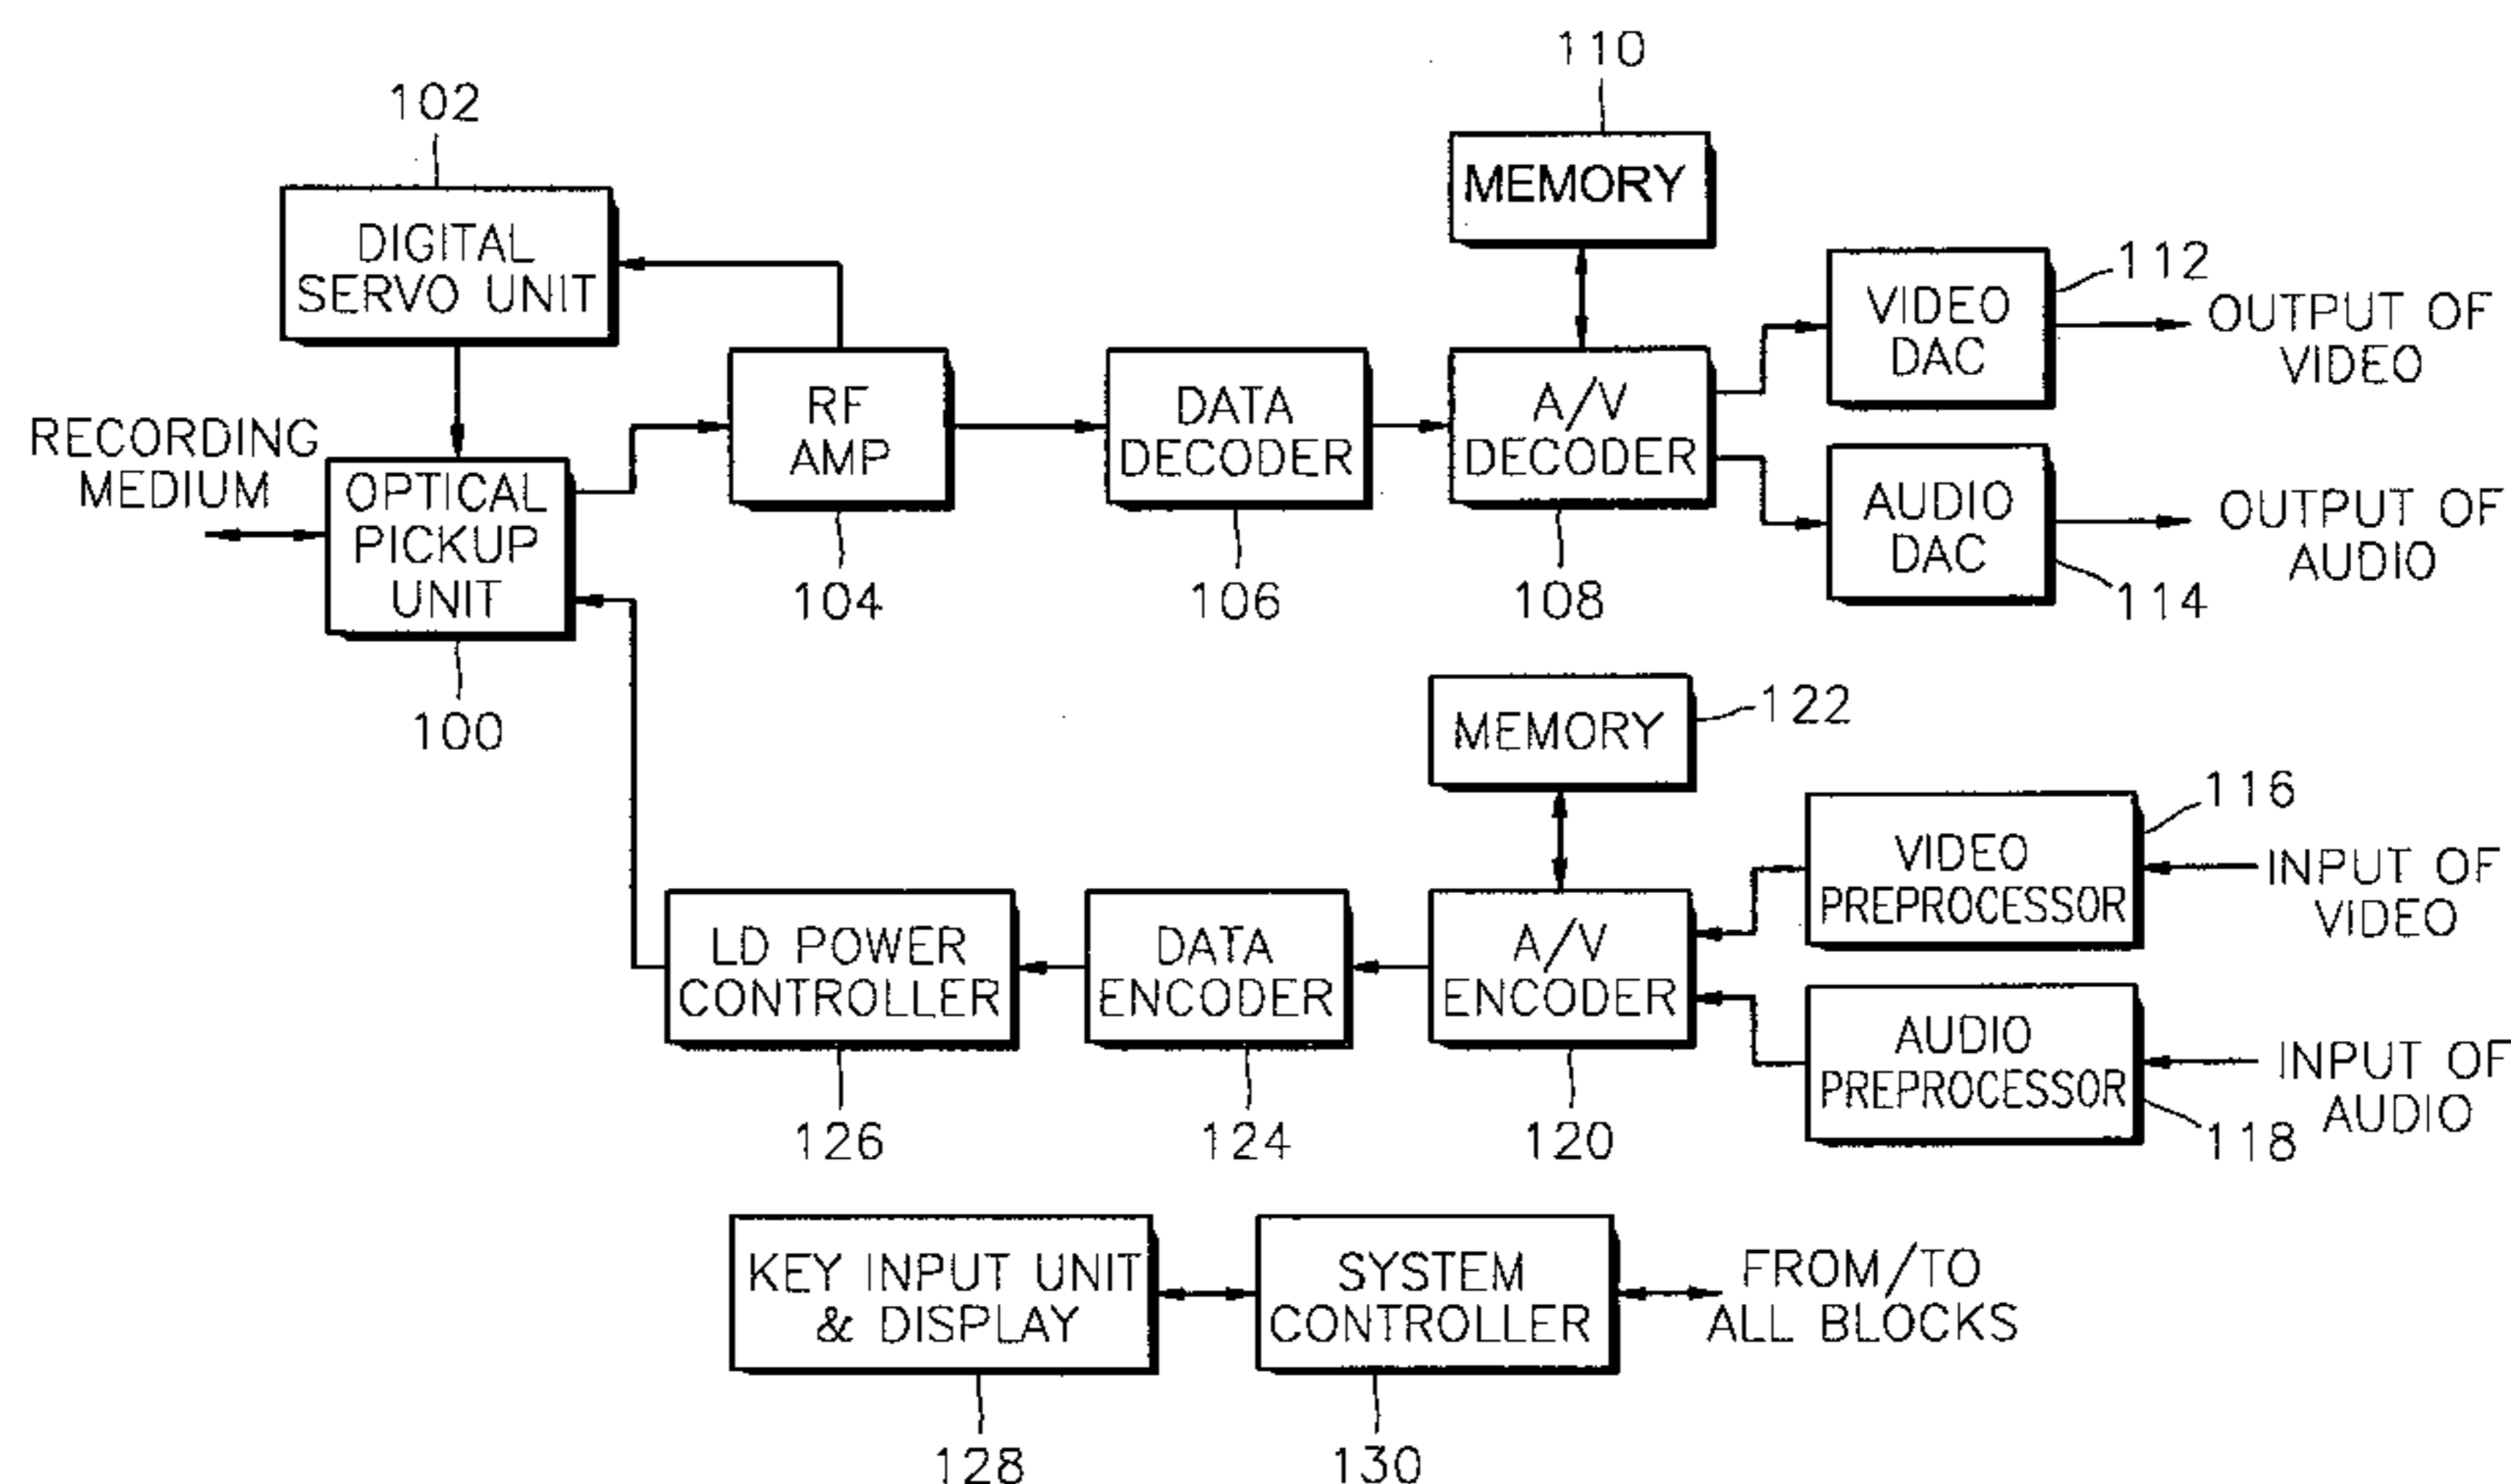 110
102
MEMORY
DIGITAL
SERVO UNIT
112
VIDEO
DAC
OUTPUT OF
VIDEO
RF
AMP
DATA
DECODER
A/V
DECODER
RECORDING
MEDIUM
OPTICAL
PICKUP
UNIT
AUDIO
DAC
OUTPUT OF
AUDIO
104
106
108
114
100
MEMORY
122
116
VIDEO
PREPROCESSOR
INPUT OF
VIDEO
LD POWER
CONTROLLER
DATA
ENCODER
A/V
ENCODER
AUDIO
PREPROCESSOR
INPUT OF
AUDIO
126
124
120
118
KEY INPUT UNIT
& DISPLAY
SYSTEM
CONTROLLER
FROM/TO
ALL BLOCKS
128
130